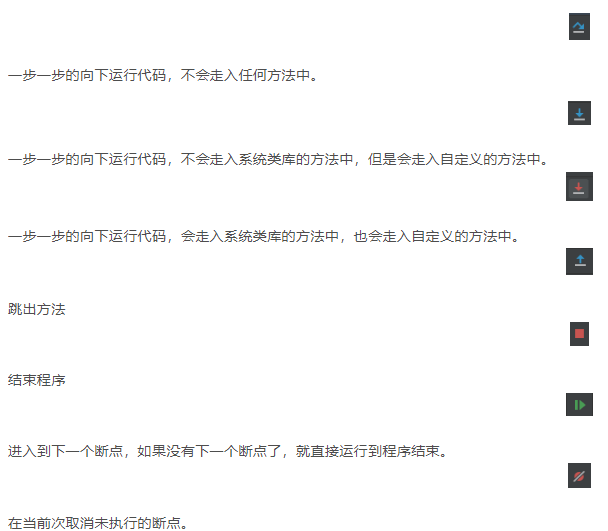 一步一步的向下运行代码，不会走入任何方法中。
一步一步的向下运行代码，不会走入系统类库的方法中，但是会走入自定义的方法中。
一步一步的向下运行代码，会走入系统类库的方法中，也会走入自定义的方法中。
跳出方法
结束程序
进入到下一个断点，如果没有下一个断点了，就直接运行到程序结束。
在当前次取消未执行的断点。